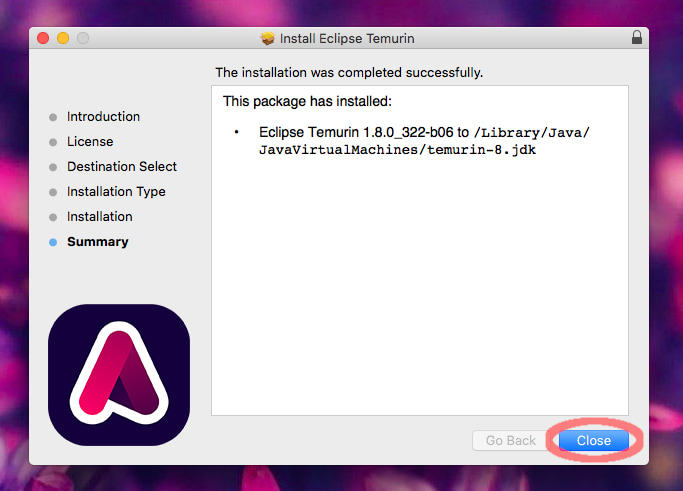 Install Eclipse Temurin
The installation was completed successfully.
Introduction
License
Destination Select
Installation Type
Installation
Summary
This package has installed:
• Eclipse Temurin 1.8.0_322-b06 to /Library/Java/
JavaVirtualMachines/temurin-8.jdk
Go Back
Close